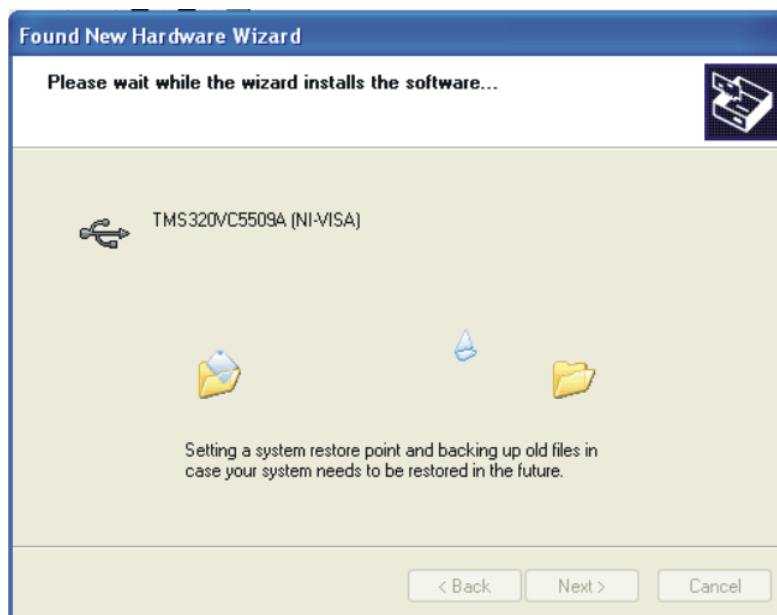 Found New Hardware Wizard
Please wait while the wizard installs the software...
TMS320VC5509A (NI-VISA)
Setting a system restore point and backing up old files in
case your system needs to be restored in the future.
< Back
Next >
Cancel